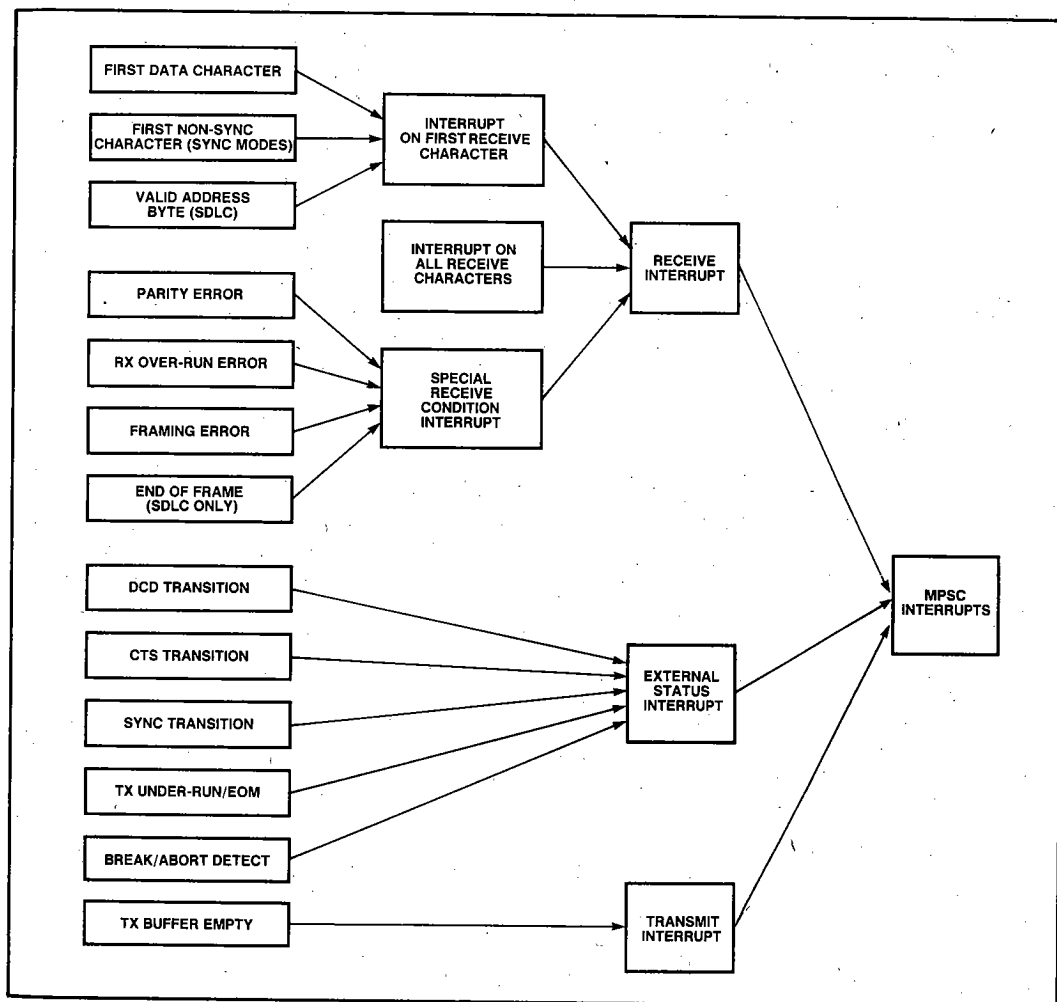 FIRST DATA CHARACTER
FIRST NON-SYNC
CHARACTER (SYNC MODES)
VALID ADDRESS
BYTE (SDLC)
INTERRUPT
ON FIRST RECEIVE
CHARACTER
INTERRUPT ON
ALL RECEIVE
CHARACTERS
RECEIVE
INTERRUPT
PARITY ERROR
RX OVER-RUN ERROR
FRAMING ERROR
END OF FRAME
(SDLC ONLY)
SPECIAL
RECEIVE
CONDITION
INTERRUPT
DCD TRANSITION
CTS TRANSITION
SYNC TRANSITION
TX UNDER-RUN/EOM
BREAK/ABORT DETECT
TX BUFFER EMPTY
EXTERNAL
STATUS
INTERRUPT
TRANSMIT
INTERRUPT
MPSC
INTERRUPTS